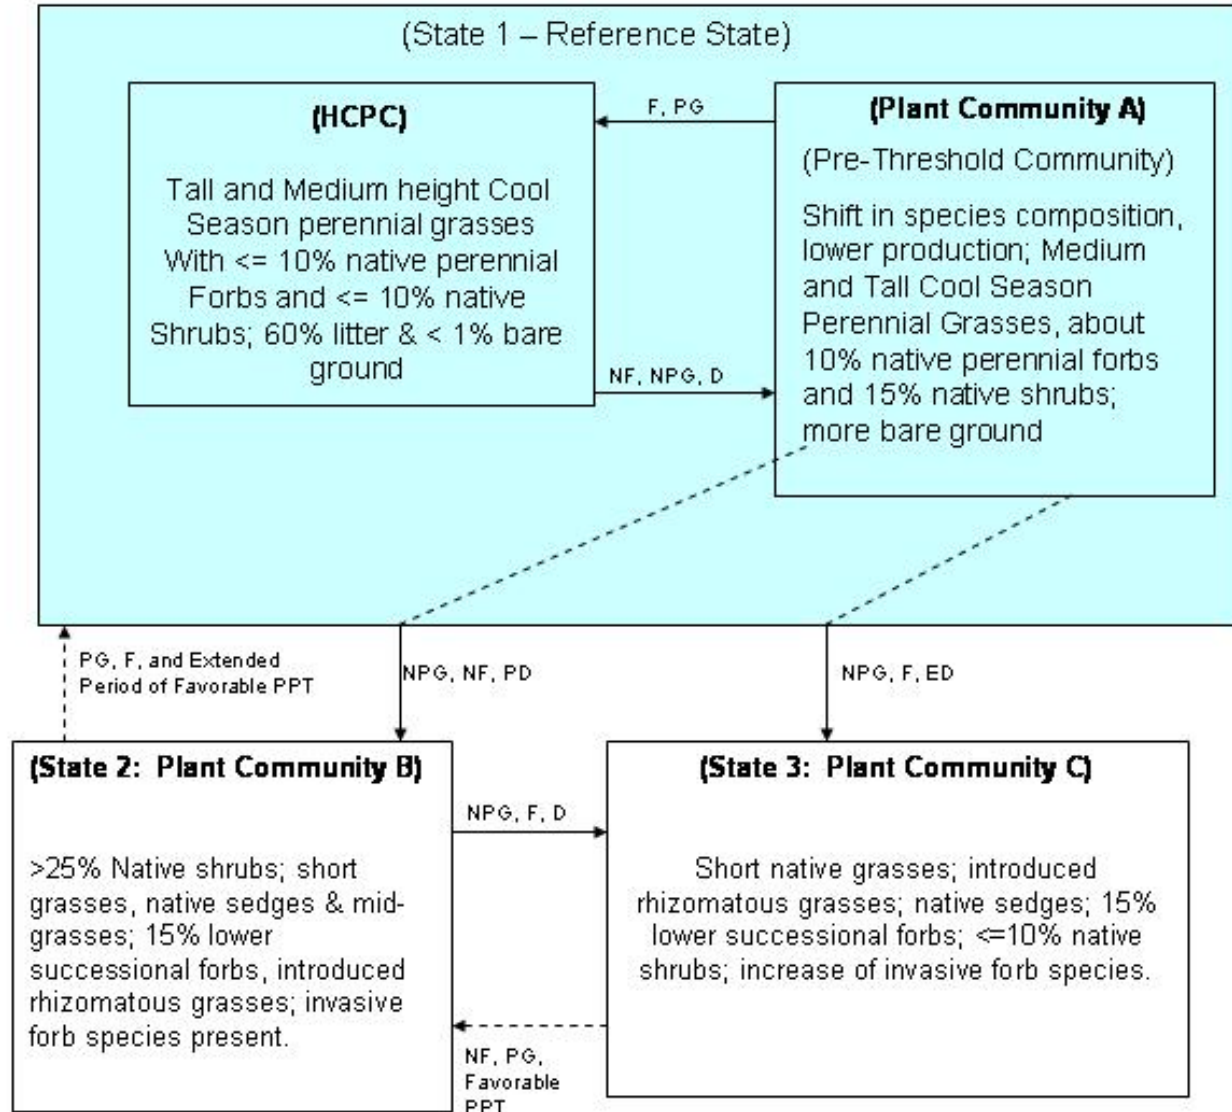 (State 1 – Reference State)
(HCPC)
Tall and Medium height Cool
Season perennial grasses
With <= 10% native perennial
Forbs and <= 10% native
Shrubs; 60% litter & < 1% bare
ground
F, PG
NF, NPG, D
(Plant Community A)
(Pre-Threshold Community)
Shift in species composition,
lower production; Medium
and Tall Cool Season
Perennial Grasses, about
10% native perennial forbs
and 15% native shrubs;
more bare ground
PG, F, and Extended
Period of Favorable PPT
NPG, NF, PD
NPG, F, ED
(State 2: Plant Community B)
>25% Native shrubs; short
grasses, native sedges & mid-
grasses; 15% lower
successional forbs, introduced
rhizomatous grasses; invasive
forb species present.
NPG, F, D
NF, PG,
Favorable
PPT
(State 3: Plant Community C)
Short native grasses; introduced
rhizomatous grasses; native sedges; 15%
lower successional forbs; <=10% native
shrubs; increase of invasive forb species.